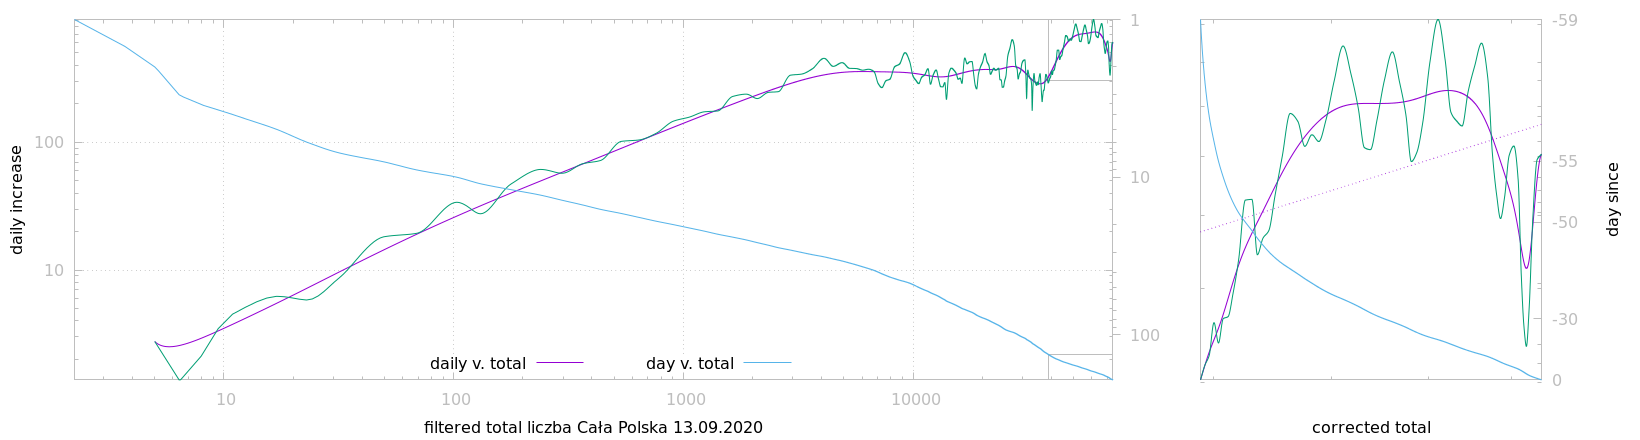 1
-59
100
10
10
100
-55
-50
-30
0
daily increase
day since
daily v. total
day v. total
10
100
1000
10000
filtered total liczba Cała Polska 13.09.2020
corrected total